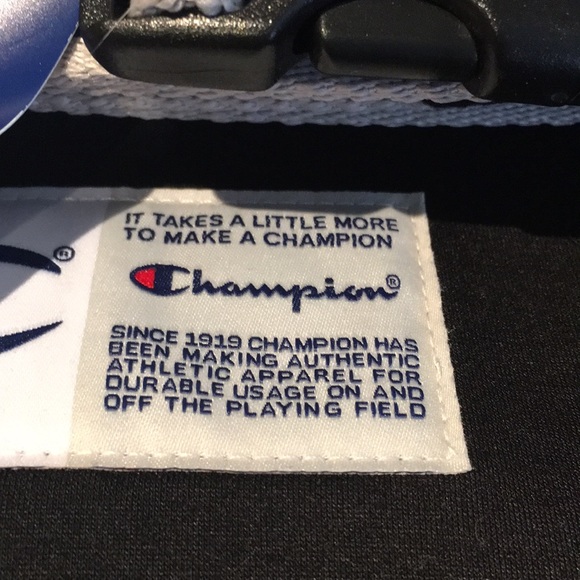 IT TAKES A LITTLE MORE
TO MAKE A CHAMPION
Champion®
®
SINCE 1919 CHAMPION HAS
BEEN MAKING AUTHENTIC
ATHLETIC APPAREL FOR
DURABLE USAGE ON AND
OFF THE PLAYING FIELD